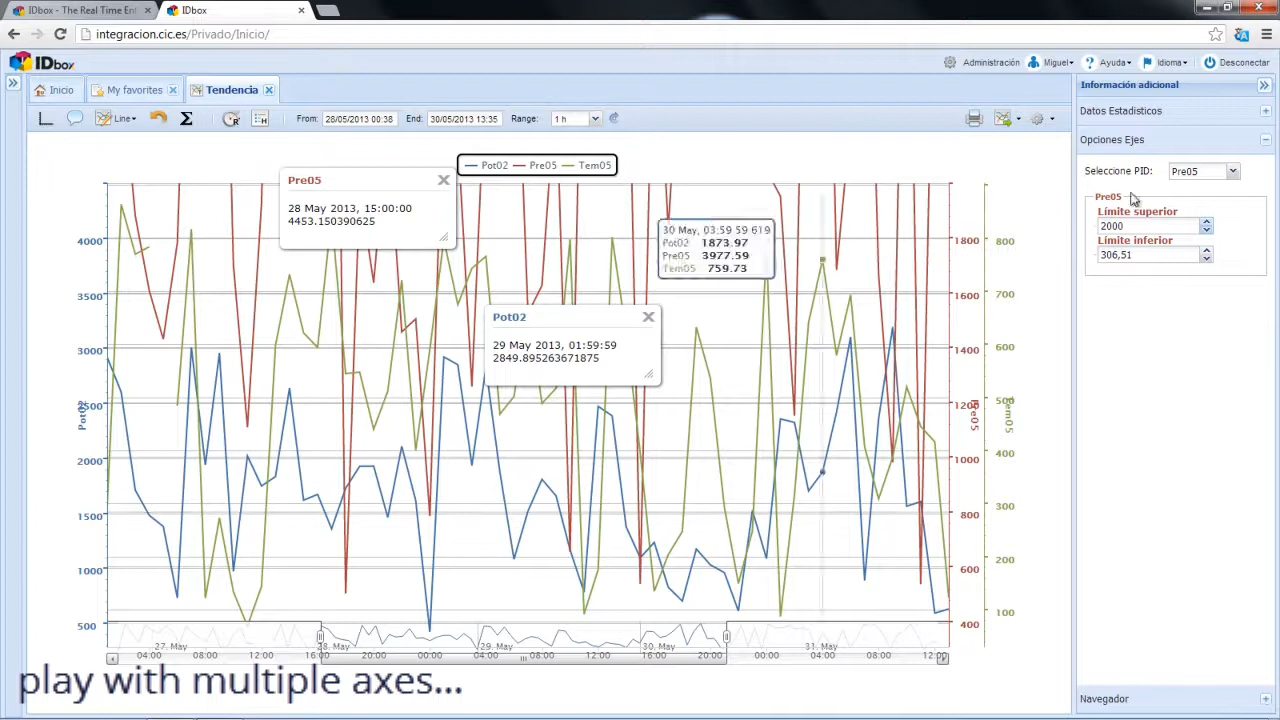 IDbox - The Real Time Ent
IDbox
integracion.cic.es/Privado/Inicio/
IDbox
Administración Miguel Ayuda Idioma Desconectar
Inicio My favorites Tendencia
Información adicional
Line From: 28/05/2013 00:38 End: 30/05/2013 13:35 Range: 1 h
Datos Estadísticos
Opciones Ejes
Seleccione PID: Pre05
Pre05
Límite superior
2000
Límite inferior
306,51
Pot02 Pre05 Tem05
Pre05
28 May 2013, 15:00:00
4453.150390625
30 May, 03:59 59 619
Pot02 1873.97
Pre05 3977.59
Tem05 759.73
Pot02
29 May 2013, 01:59:59
2849.895263671875
4000
3500
3000
2500
2000
1500
1000
500
Pot02
1800
1600
1400
1200
1000
800
600
400
Pre05
800
700
600
500
400
300
200
100
Tem05
27. May 28. May 29. May 30. May 31. May
04:00 08:00 12:00 16:00 20:00 00:00 04:00 08:00 12:00 16:00 20:00 00:00 04:00 08:00 12:00
play with multiple axes...
Navegador